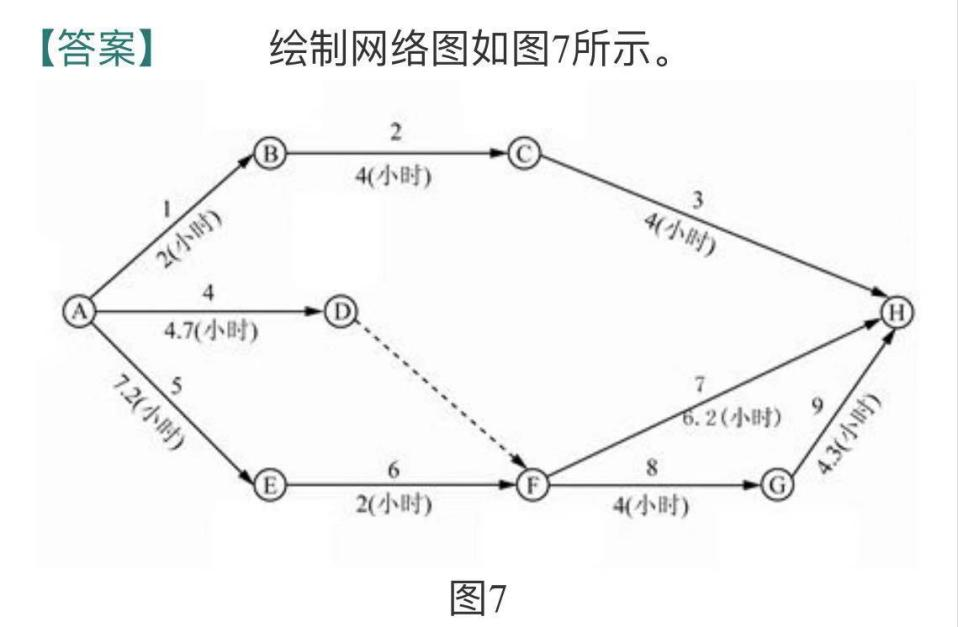 【答案】 绘制网络图如图7所示。
2
B
C
4(小时)
1
2(小时)
3
4(小时)
4
A
D
H
4.7(小时)
5
7.2(小时)
7
6.2(小时)
9
4.3(小时)
6
8
E
F
G
2(小时)
4(小时)
图7